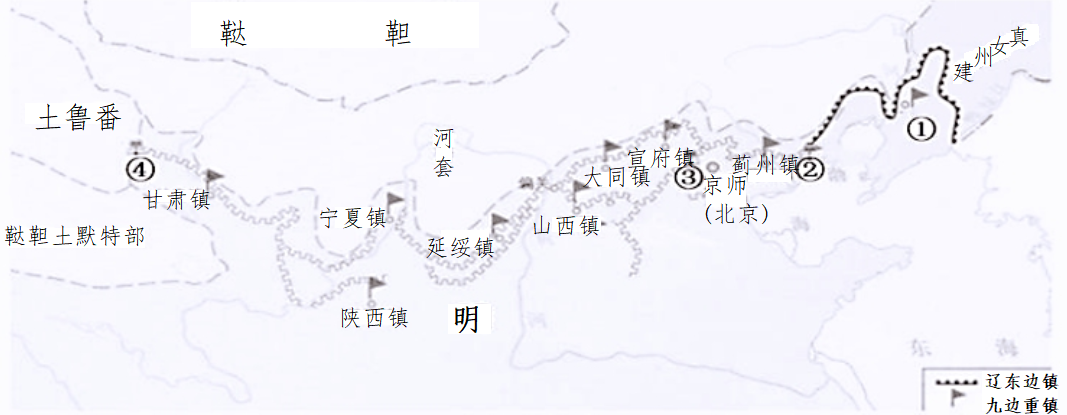 鞑靼
建州女真
土鲁番
①
河套
宣府镇
蓟州镇
②
④
大同镇
③
京师
(北京)
甘肃镇
宁夏镇
山西镇
鞑靼土默特部
延绥镇
陕西镇
明
东海
辽东边镇
九边重镇